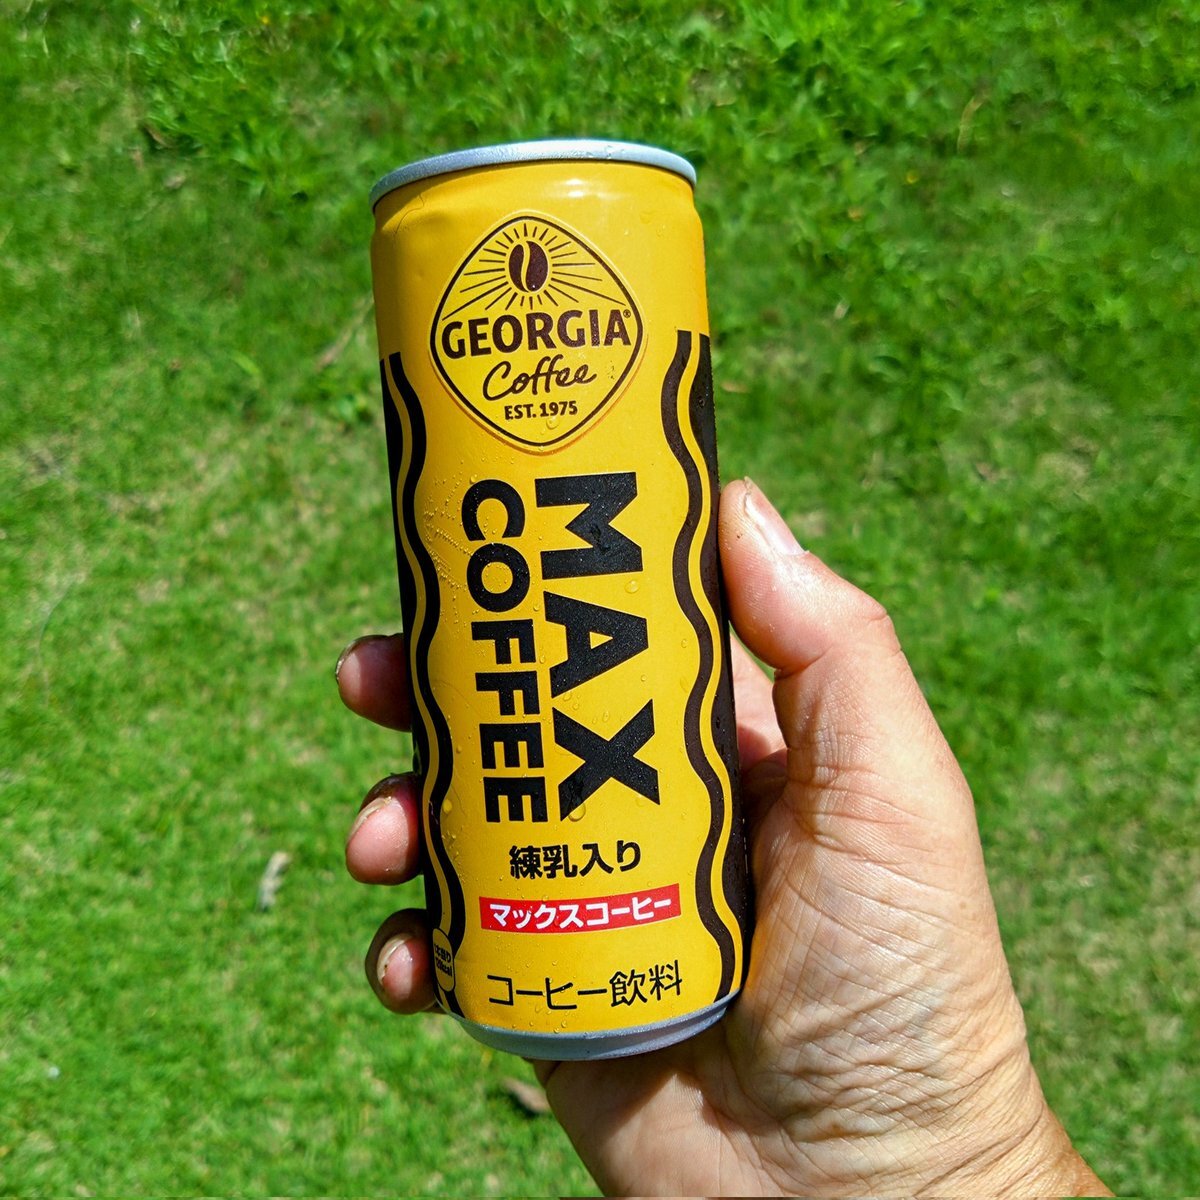 GEORGIA®
Coffee
EST. 1975
MAX
COFFEE
練乳入り
マックスコーヒー
コーヒー飲料